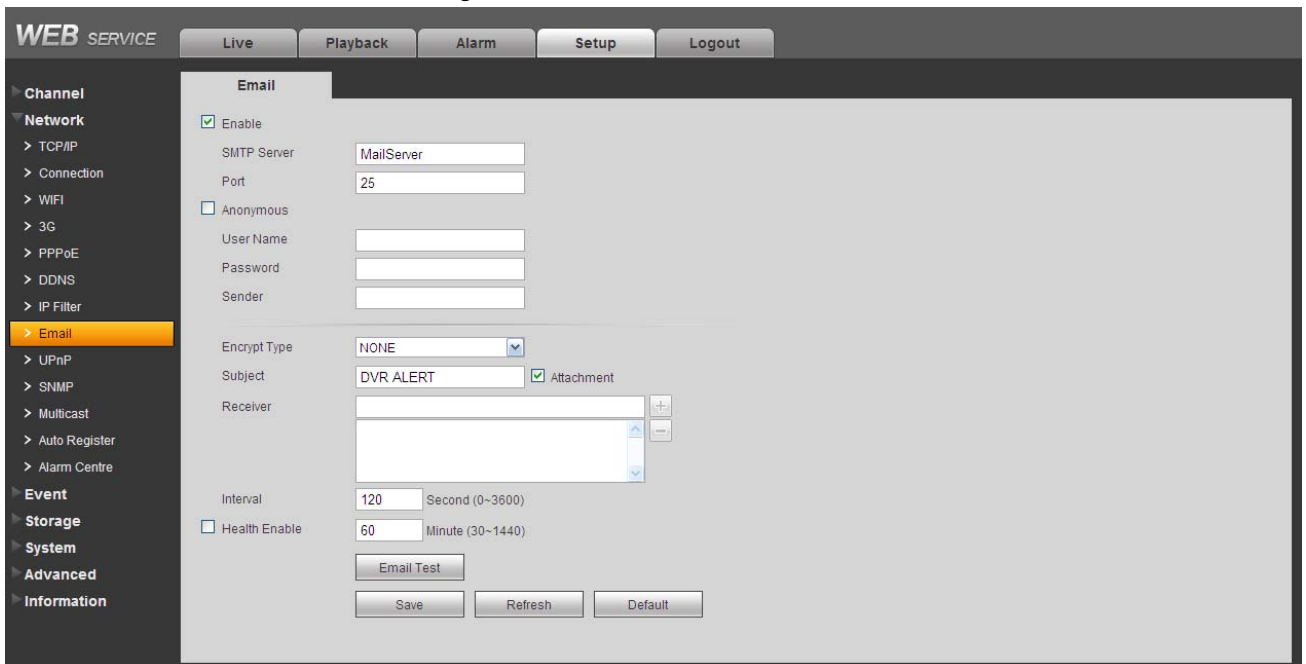 WEB SERVICE
Live Playback Alarm Setup Logout
Channel
Network
> TCP/IP
> Connection
> WIFI
> 3G
> PPPoE
> DDNS
> IP Filter
> Email
> UPnP
> SNMP
> Multicast
> Auto Register
> Alarm Centre
Event
Storage
System
Advanced
Information
Email
Enable
SMTP Server MailServer
Port 25
Anonymous
User Name
Password
Sender
Encrypt Type NONE
Subject DVR ALERT Attachment
Receiver
Interval 120 Second (0~3600)
Health Enable 60 Minute (30~1440)
Email Test
Save Refresh Default